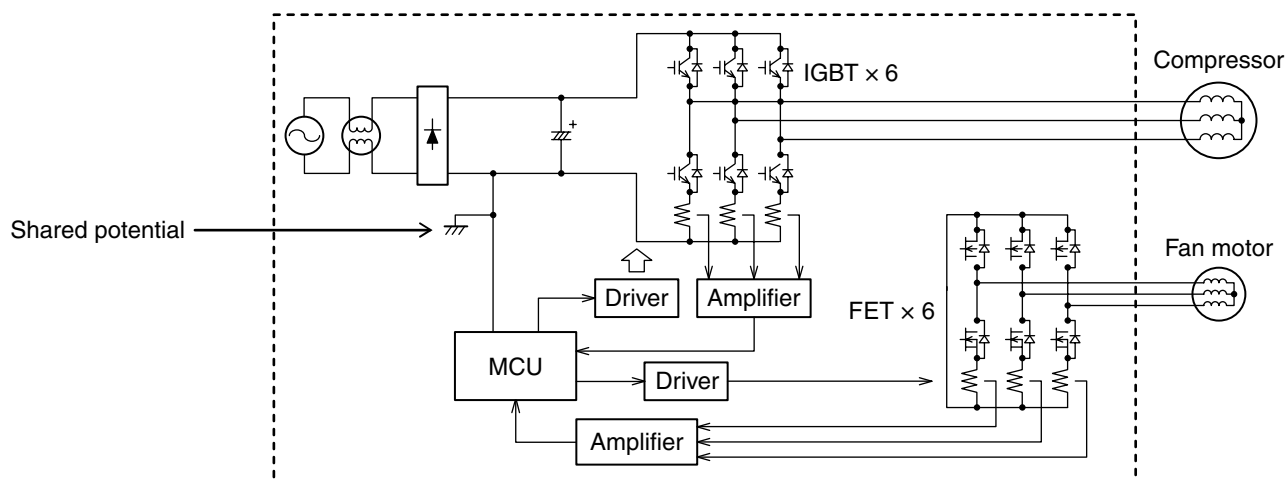 Compressor
IGBT × 6
+
Shared potential
Fan motor
Driver
Amplifier
FET × 6
MCU
Driver
Amplifier